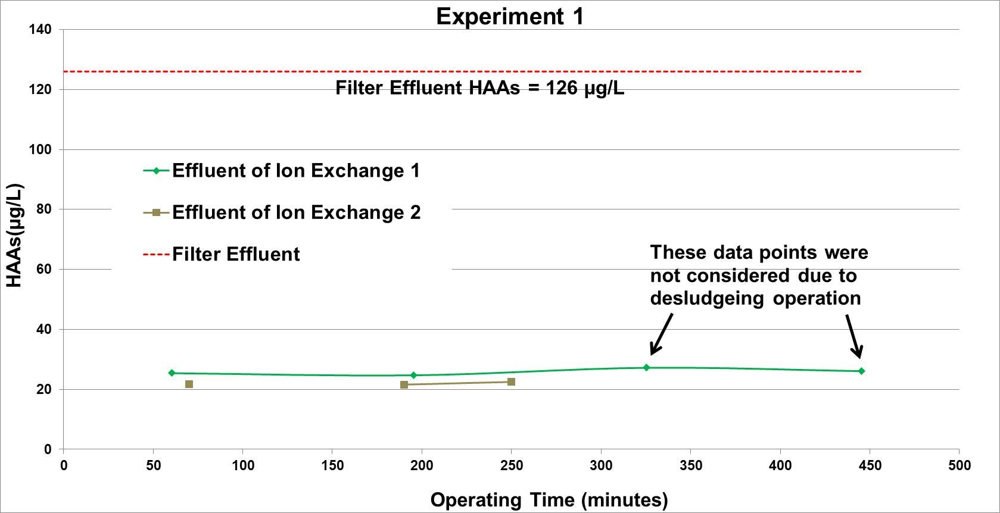 Experiment 1
140
120
100
80
60
40
20
0
HAAs(µg/L)
Filter Effluent HAAs = 126 µg/L
Effluent of Ion Exchange 1
Effluent of Ion Exchange 2
Filter Effluent
These data points were
not considered due to
desludgeing operation
0 50 100 150 200 250 300 350 400 450 500
Operating Time (minutes)